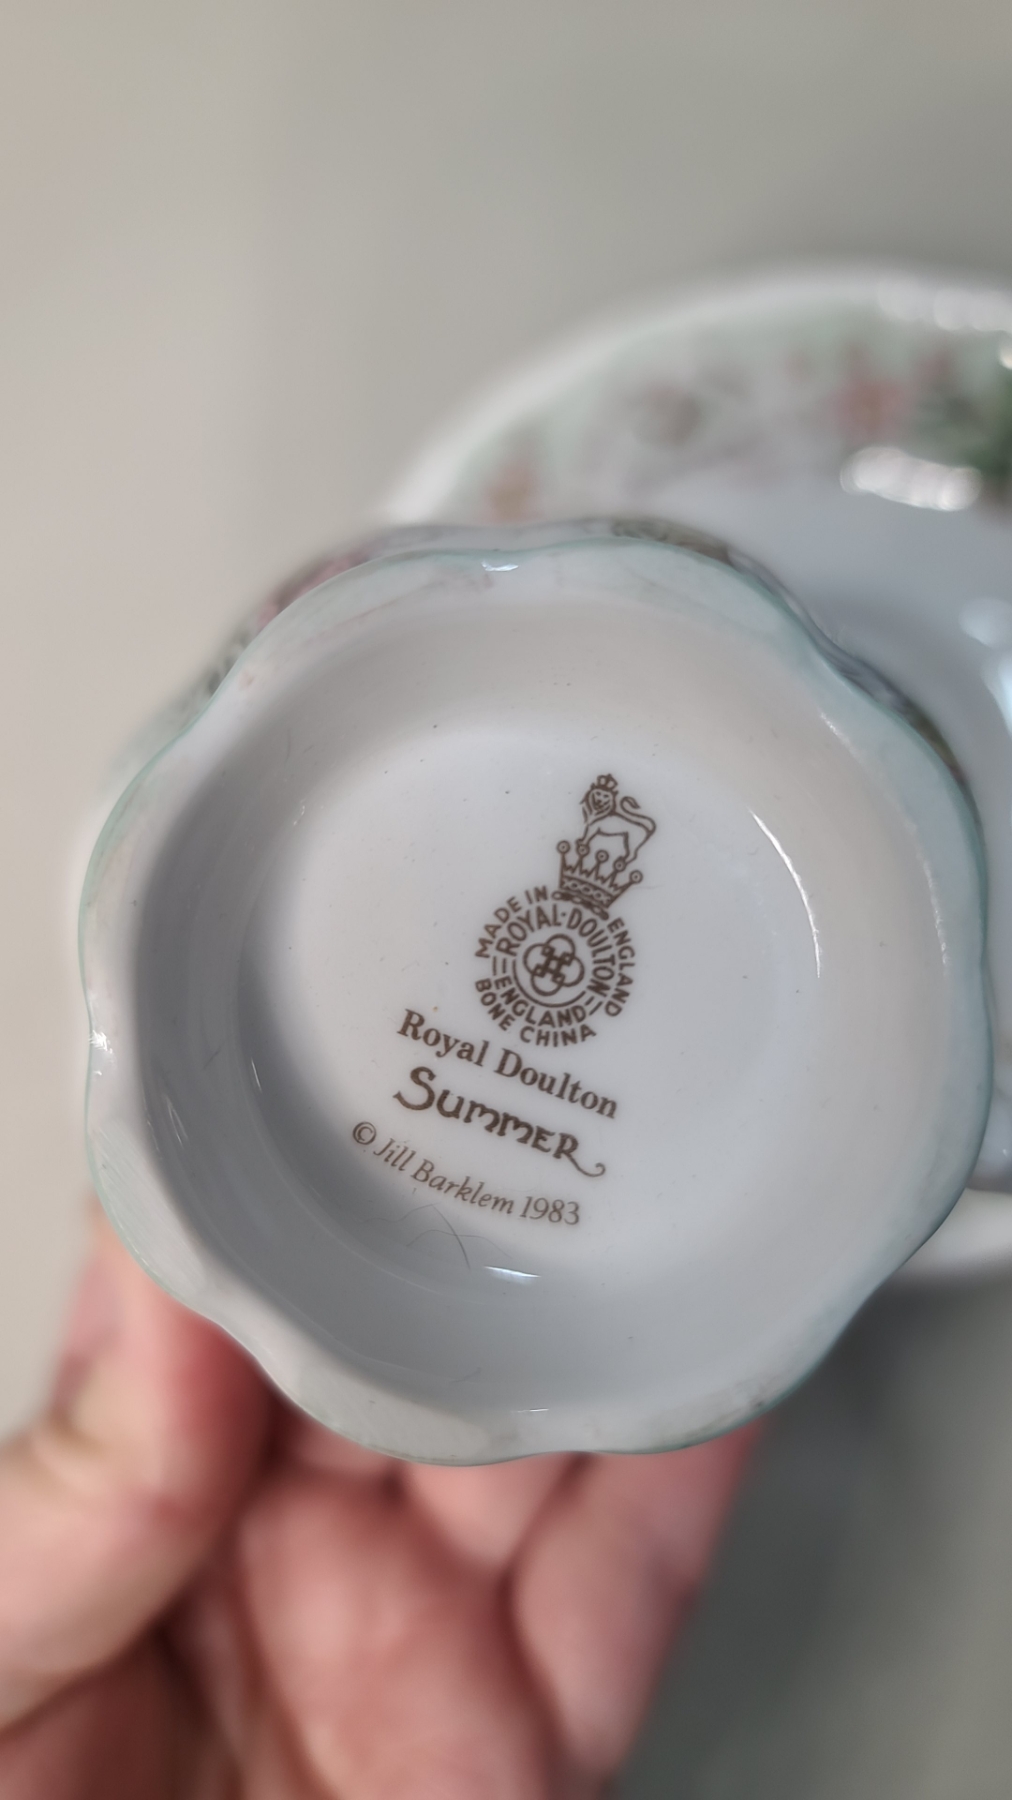 MADE IN ENGLAND
ROYAL·DOULTON
ENGLAND
BONE CHINA
Royal Doulton
SUMMER
© Jill Barklem 1983